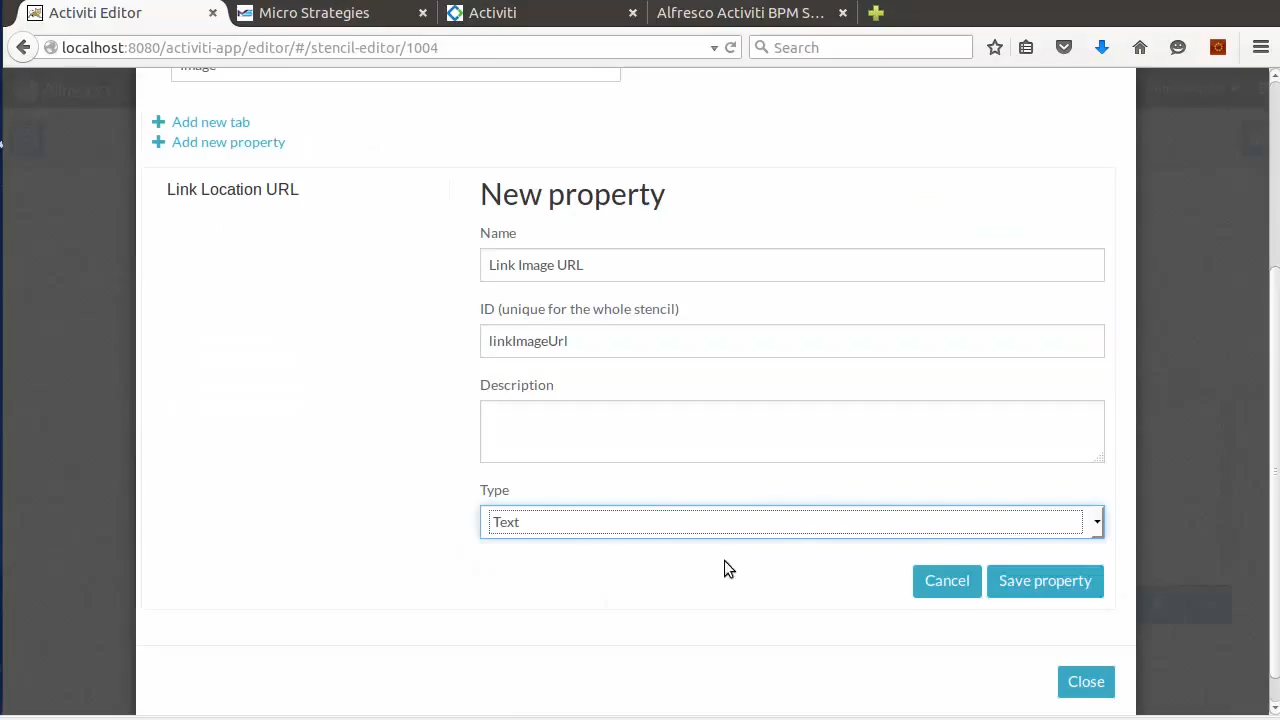 Activiti Editor
Micro Strategies
Activiti
Alfresco Activiti BPM S...
localhost:8080/activiti-app/editor/#/stencil-editor/1004
Search
Image
Add new tab
Add new property
Link Location URL
New property
Name
Link Image URL
ID (unique for the whole stencil)
linkImageUrl
Description
Type
Text
Cancel
Save property
Close